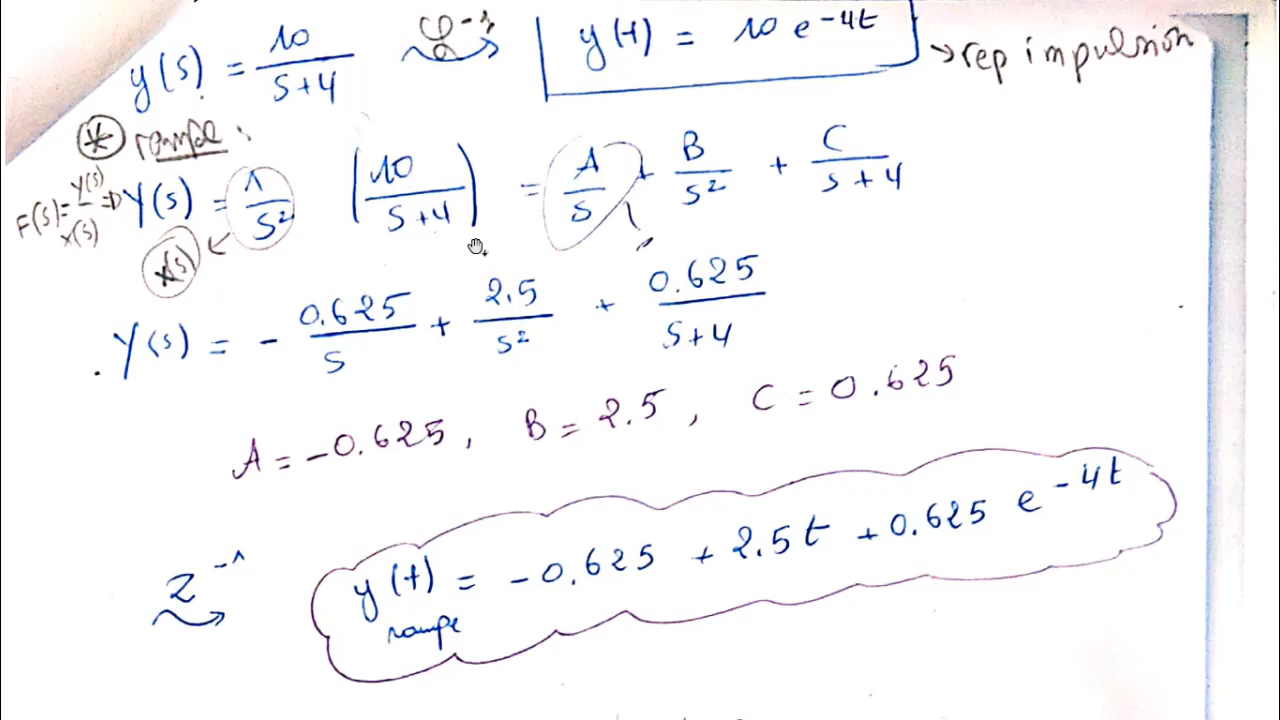 y(s) = 10/(s+4) ℒ⁻¹ y(t) = 10 e^{-4t} → rep impulsion
* rampe :
F(s) = Y(s)/X(s) ⇒ Y(s) = 1/s² (10/(s+4)) = A/s + B/s² + C/(s+4)
X(s) ←
Y(s) = - 0.625/s + 2.5/s² + 0.625/(s+4)
A = -0.625, B = 2.5, C = 0.625
ℒ⁻¹ y(t) = -0.625 + 2.5t + 0.625 e^{-4t}
rampe